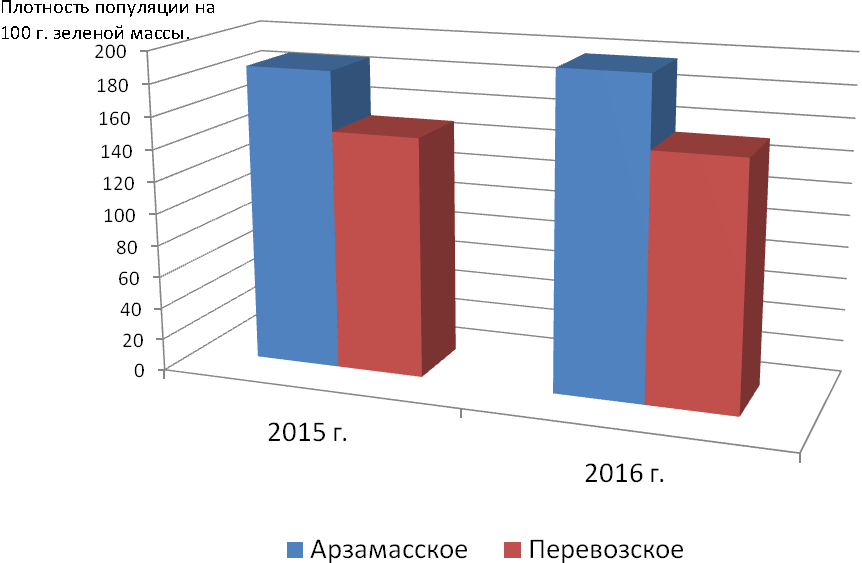 Плотность популяции на
100 г. зеленой массы.
200
180
160
140
120
100
80
60
40
20
0
2015 г.
2016 г.
Арзамасское
Перевозское